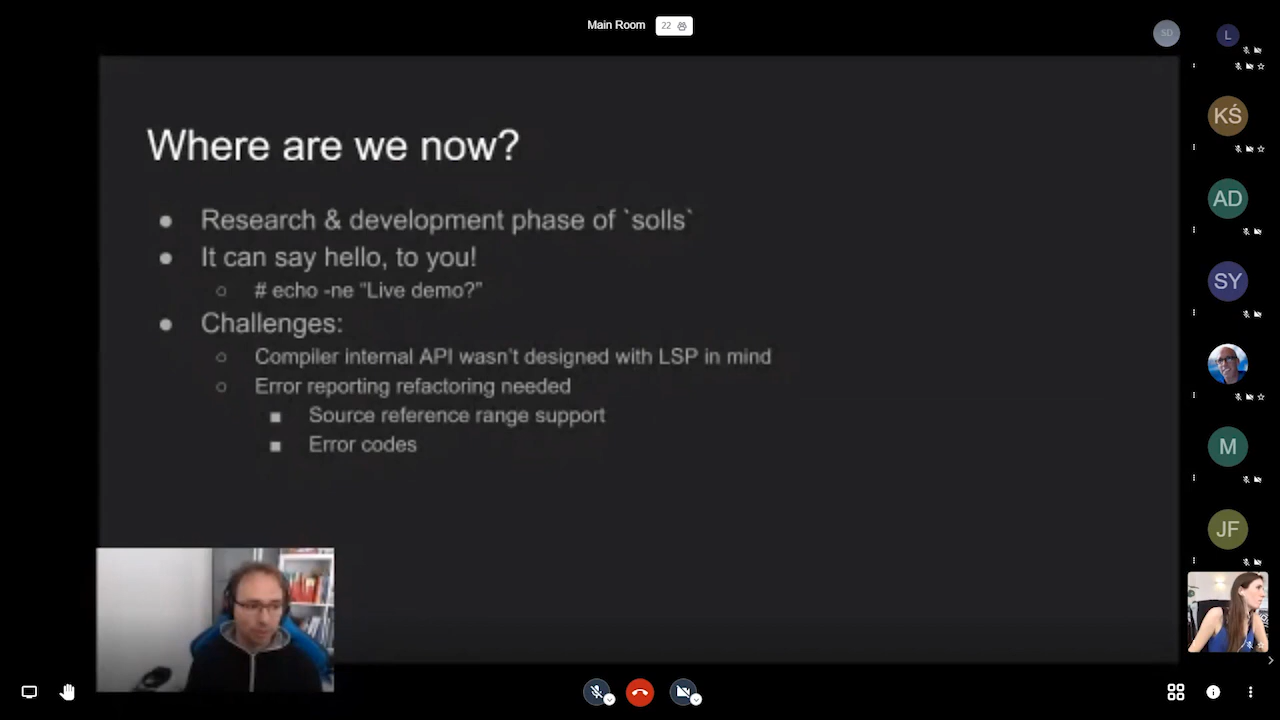 Main Room 22
SD
L
KŚ
AD
SY
M
JF
Where are we now?
● Research & development phase of `solls`
● It can say hello, to you!
○ # echo -ne “Live demo?”
● Challenges:
○ Compiler internal API wasn’t designed with LSP in mind
○ Error reporting refactoring needed
■ Source reference range support
■ Error codes